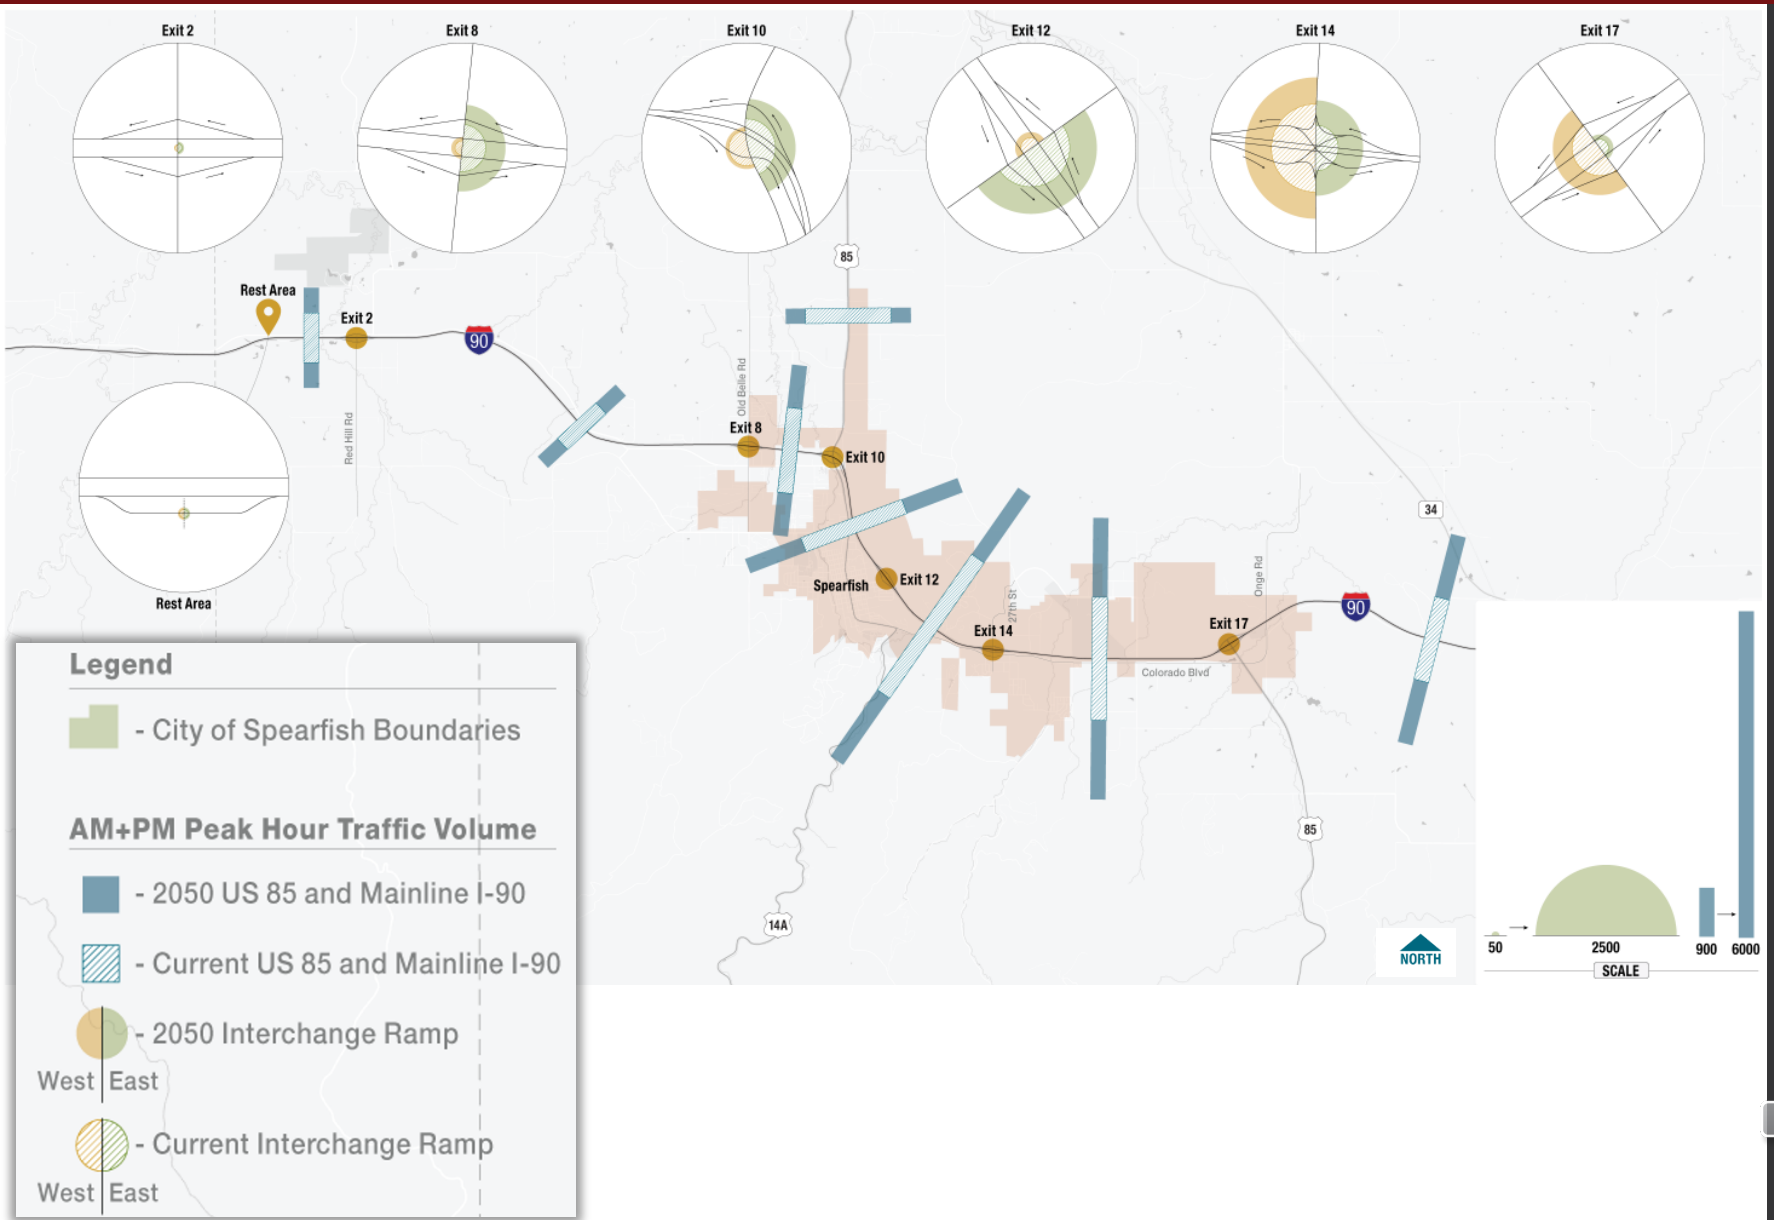 Exit 2
Exit 8
Exit 10
Exit 12
Exit 14
Exit 17
85
Rest Area
Exit 2
90
Old Belle Rd
Red Hill Rd
Exit 8
Exit 10
34
Rest Area
Spearfish
Exit 12
27th St
Onge Rd
90
Exit 14
Exit 17
Colorado Blvd
85
14A
NORTH
Legend
- City of Spearfish Boundaries
AM+PM Peak Hour Traffic Volume
- 2050 US 85 and Mainline I-90
- Current US 85 and Mainline I-90
- 2050 Interchange Ramp
West East
- Current Interchange Ramp
West East
50
2500
900
6000
SCALE